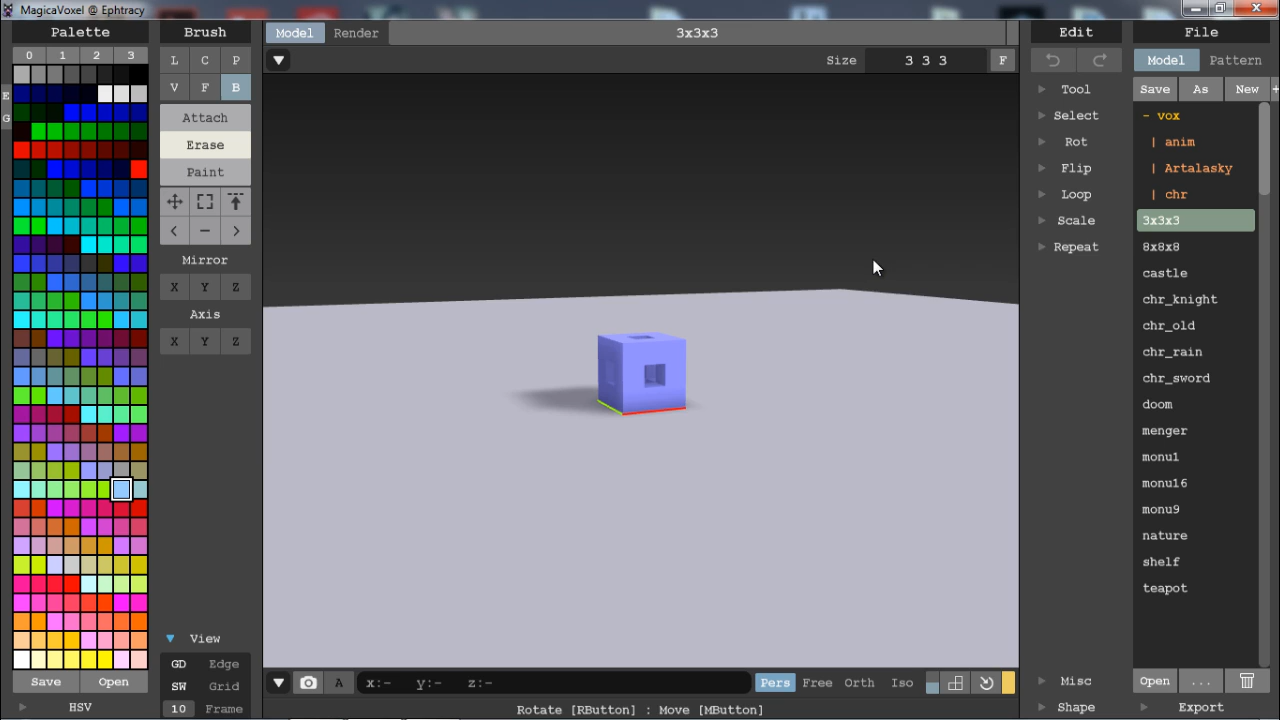 MagicaVoxel @ Ephtracy
Palette
0 1 2 3
E
G
Save Open
HSV
Brush
L C P
V F B
Attach
Erase
Paint
< − >
Mirror
X Y Z
Axis
X Y Z
View
GD Edge
SW Grid
10 Frame
Model Render 3x3x3
Size 3 3 3 F
A x:- y:- z:- Pers Free Orth Iso
Rotate [RButton] : Move [MButton]
Edit
Tool
Select
Rot
Flip
Loop
Scale
Repeat
Misc
Shape
File
Model Pattern
Save As New +
- vox
| anim
| Artalasky
| chr
3x3x3
8x8x8
castle
chr_knight
chr_old
chr_rain
chr_sword
doom
menger
monu1
monu16
monu9
nature
shelf
teapot
Open ...
Export